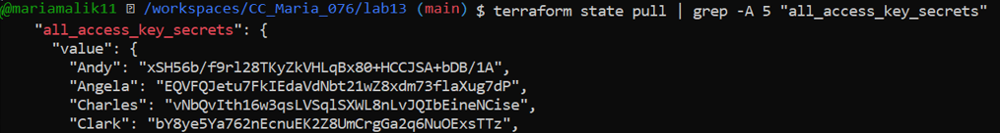 @mariamalik11 /workspaces/CC_Maria_076/lab13 (main) $ terraform state pull | grep -A 5 "all_access_key_secrets"
"all_access_key_secrets": {
"value": {
"Andy": "xSH56b/f9rl28TKyZkVHLqBx80+HCCJSA+bDB/1A",
"Angela": "EQVFQJetu7FkIEdaVdNbt21wZ8xdm73flaXug7dP",
"Charles": "vNbQvIth16w3qsLVSqlSXWL8nLvJQIbEineNCise",
"Clark": "bY8ye5Ya762nEcnuEK2Z8UmCrgGa2q6NuOExsTTz",